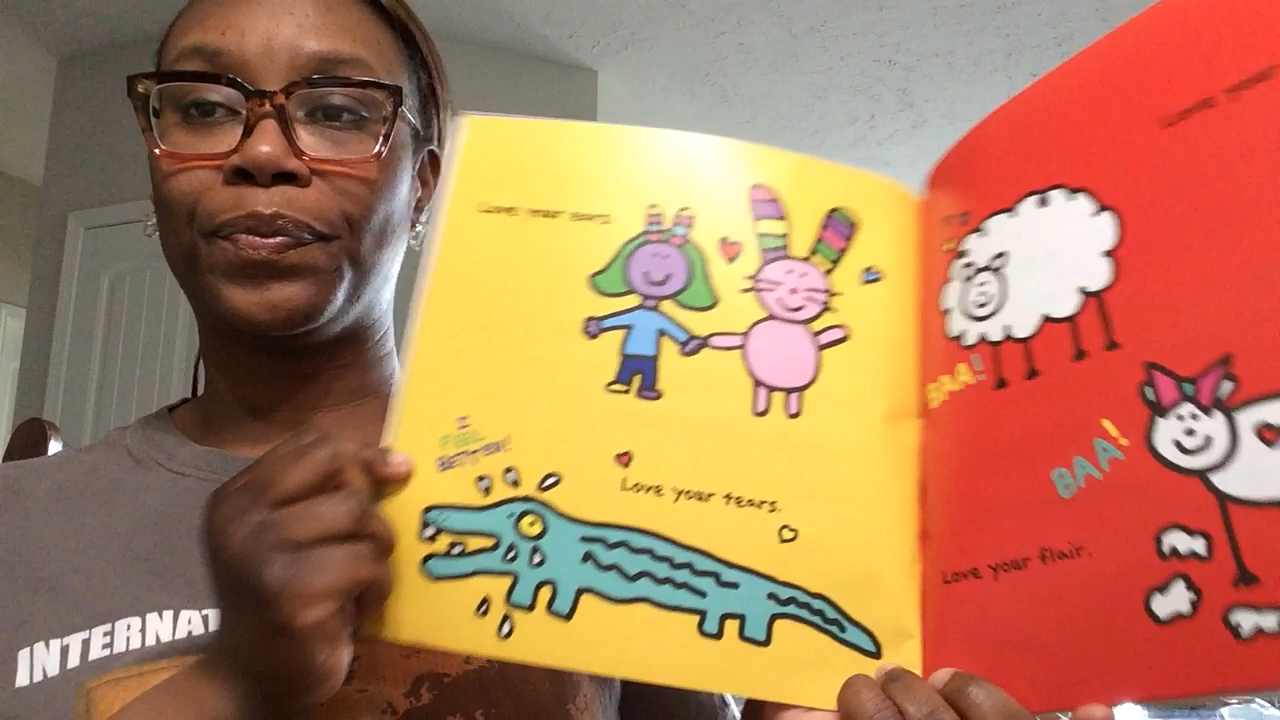 Love your ears.
I
FEEL
BETTER!
Love your tears.
BAA!
BAA!
Love your flair.
INTERNAT